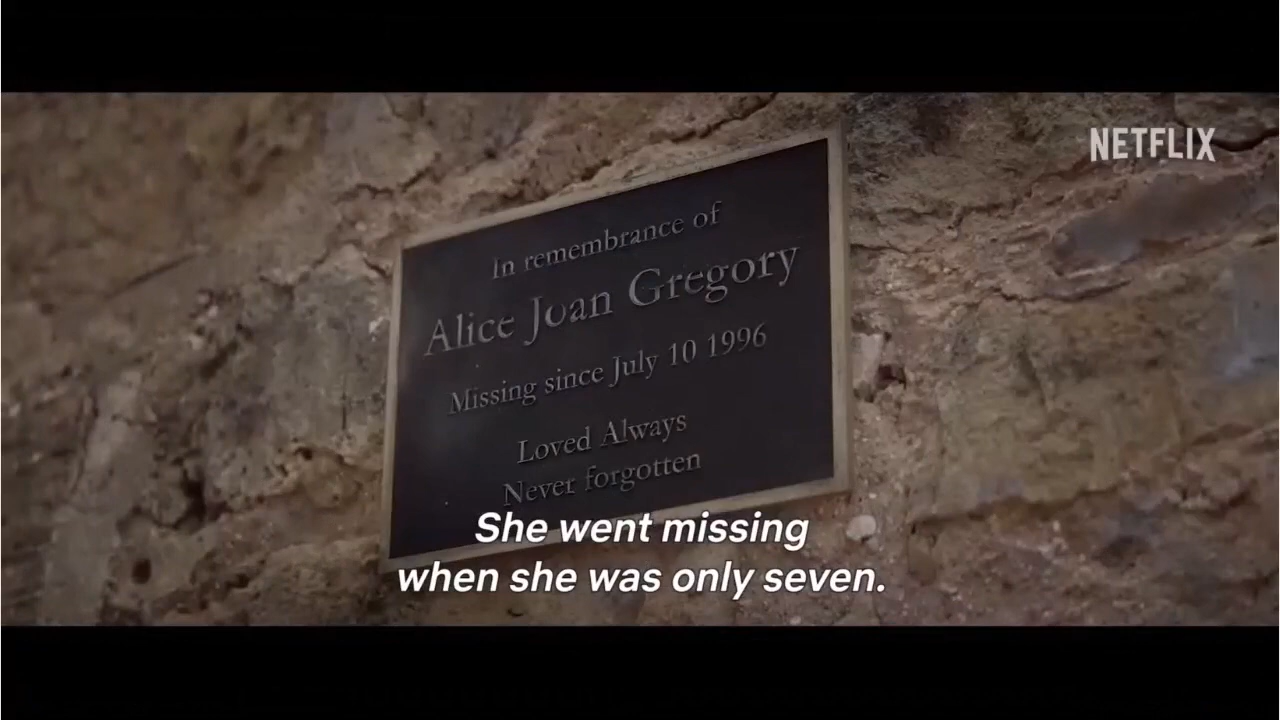 NETFLIX
In remembrance of
Alice Joan Gregory
Missing since July 10 1996
Loved Always
Never forgotten
She went missing
when she was only seven.